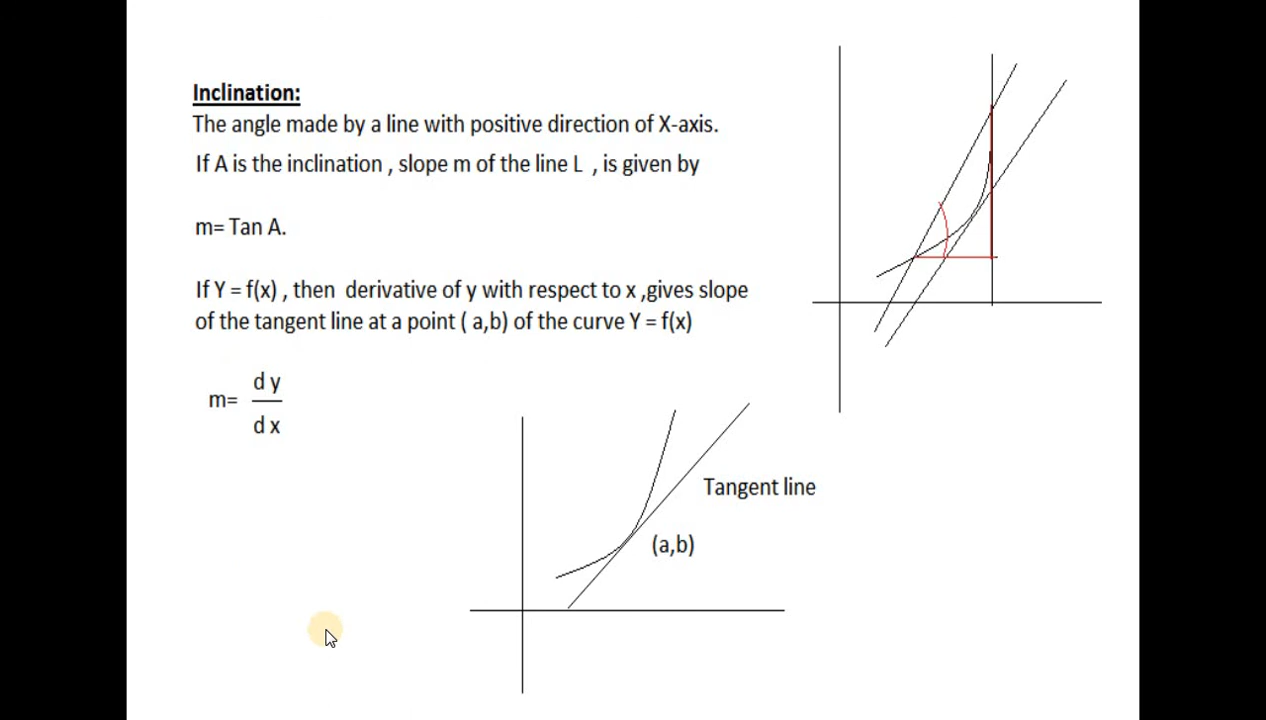 Inclination:
The angle made by a line with positive direction of X-axis.
If A is the inclination , slope m of the line L , is given by
m= Tan A.
If Y = f(x) , then derivative of y with respect to x ,gives slope
of the tangent line at a point ( a,b) of the curve Y = f(x)
d y
m=
d x
Tangent line
(a,b)